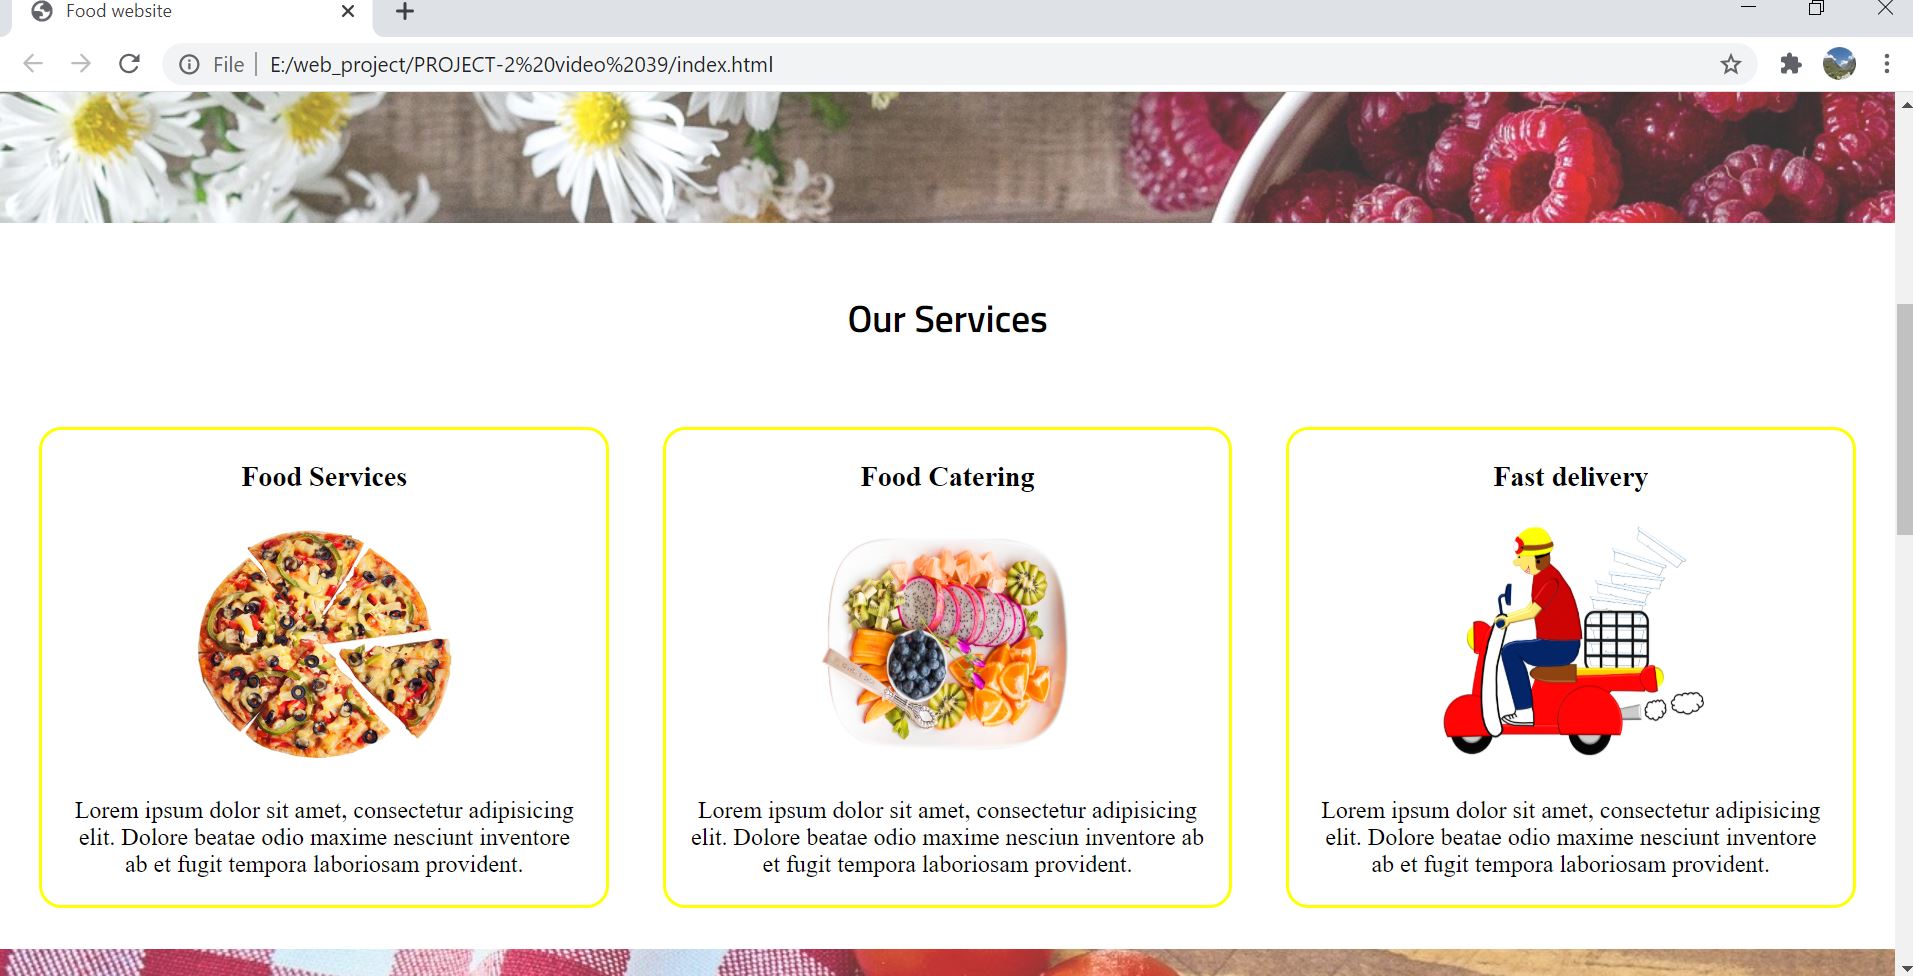 Food website
File
E:/web_project/PROJECT-2%20video%2039/index.html
Our Services
Food Services
Lorem ipsum dolor sit amet, consectetur adipisicing
elit. Dolore beatae odio maxime nesciunt inventore
ab et fugit tempora laboriosam provident.
Food Catering
Lorem ipsum dolor sit amet, consectetur adipisicing
elit. Dolore beatae odio maxime nesciun inventore ab
et fugit tempora laboriosam provident.
Fast delivery
Lorem ipsum dolor sit amet, consectetur adipisicing
elit. Dolore beatae odio maxime nesciunt inventore
ab et fugit tempora laboriosam provident.